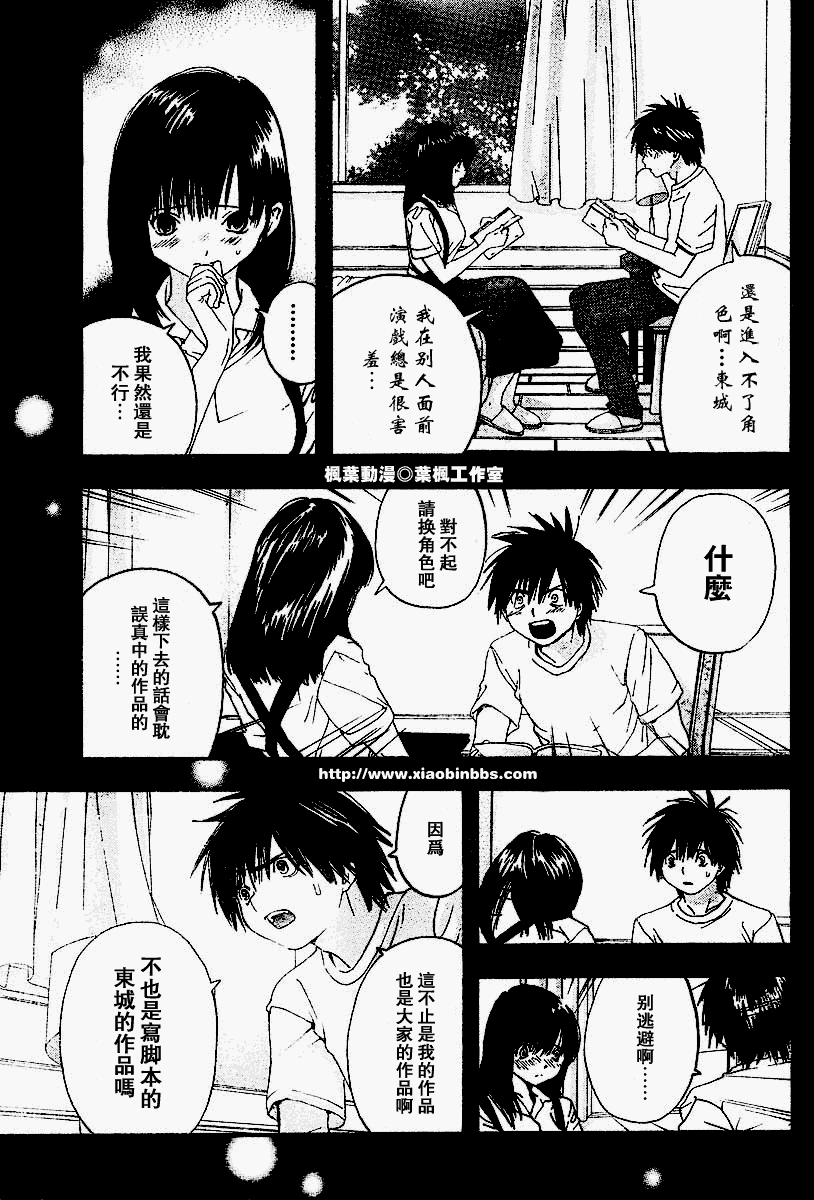 還是進入不了角
色啊…東城
我在别人面前
演戲總是很害
羞…
………
我果然還是
不行…
楓葉動漫◎葉楓工作室
什麼
對不起
請换角色吧
這樣下去的話會耽
誤真中的作品的
……
http://www.xiaobinbbs.com
别逃避啊……
因爲
這不止是我的作品
也是大家的作品啊
不也是寫脚本的
東城的作品嗎